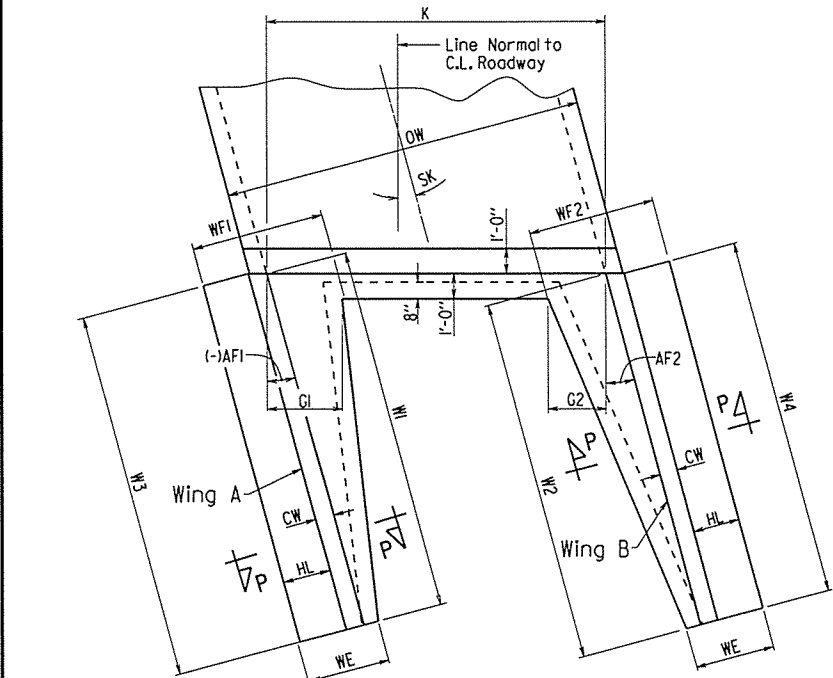 K
Line Normal to
C.L. Roadway
OW
SK
WF1
WF2
1'-0"
8"
1'-0"
(-)AF1
AF2
G1
G2
W1
W2
W3
W4
P
P
P
P
CW
CW
Wing A
Wing B
HL
HL
WE
WE